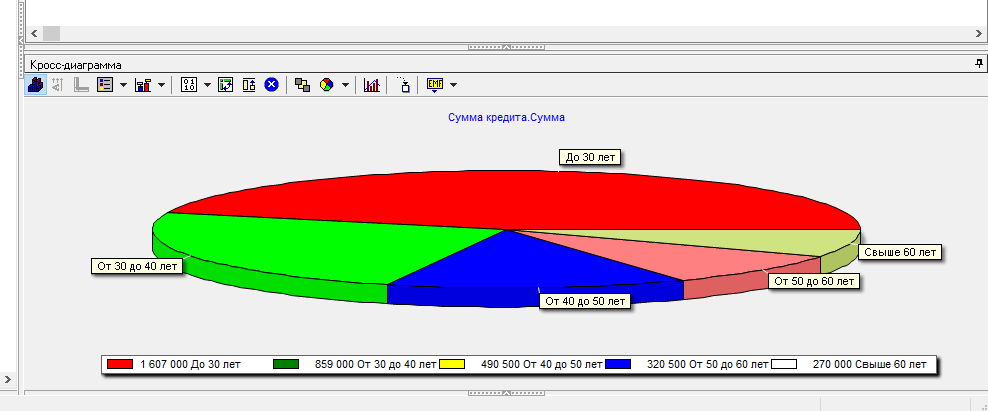 Кросс-диаграмма
EMF
Сумма кредита.Сумма
До 30 лет
От 30 до 40 лет
Свыше 60 лет
От 50 до 60 лет
От 40 до 50 лет
1 607 000 До 30 лет 859 000 От 30 до 40 лет 490 500 От 40 до 50 лет 320 500 От 50 до 60 лет 270 000 Свыше 60 лет